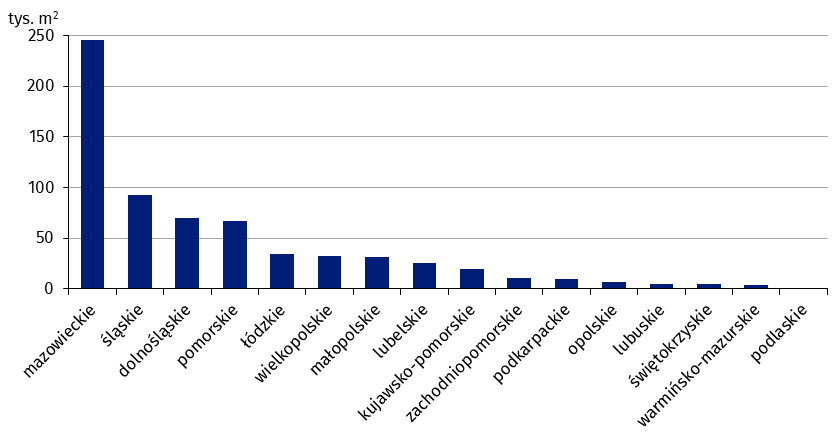 tys. m²
250
200
150
100
50
0
mazowieckie
śląskie
dolnośląskie
pomorskie
łódzkie
wielkopolskie
małopolskie
lubelskie
kujawsko-pomorskie
zachodniopomorskie
podkarpackie
opolskie
lubuskie
świętokrzyskie
warmińsko-mazurskie
podlaskie